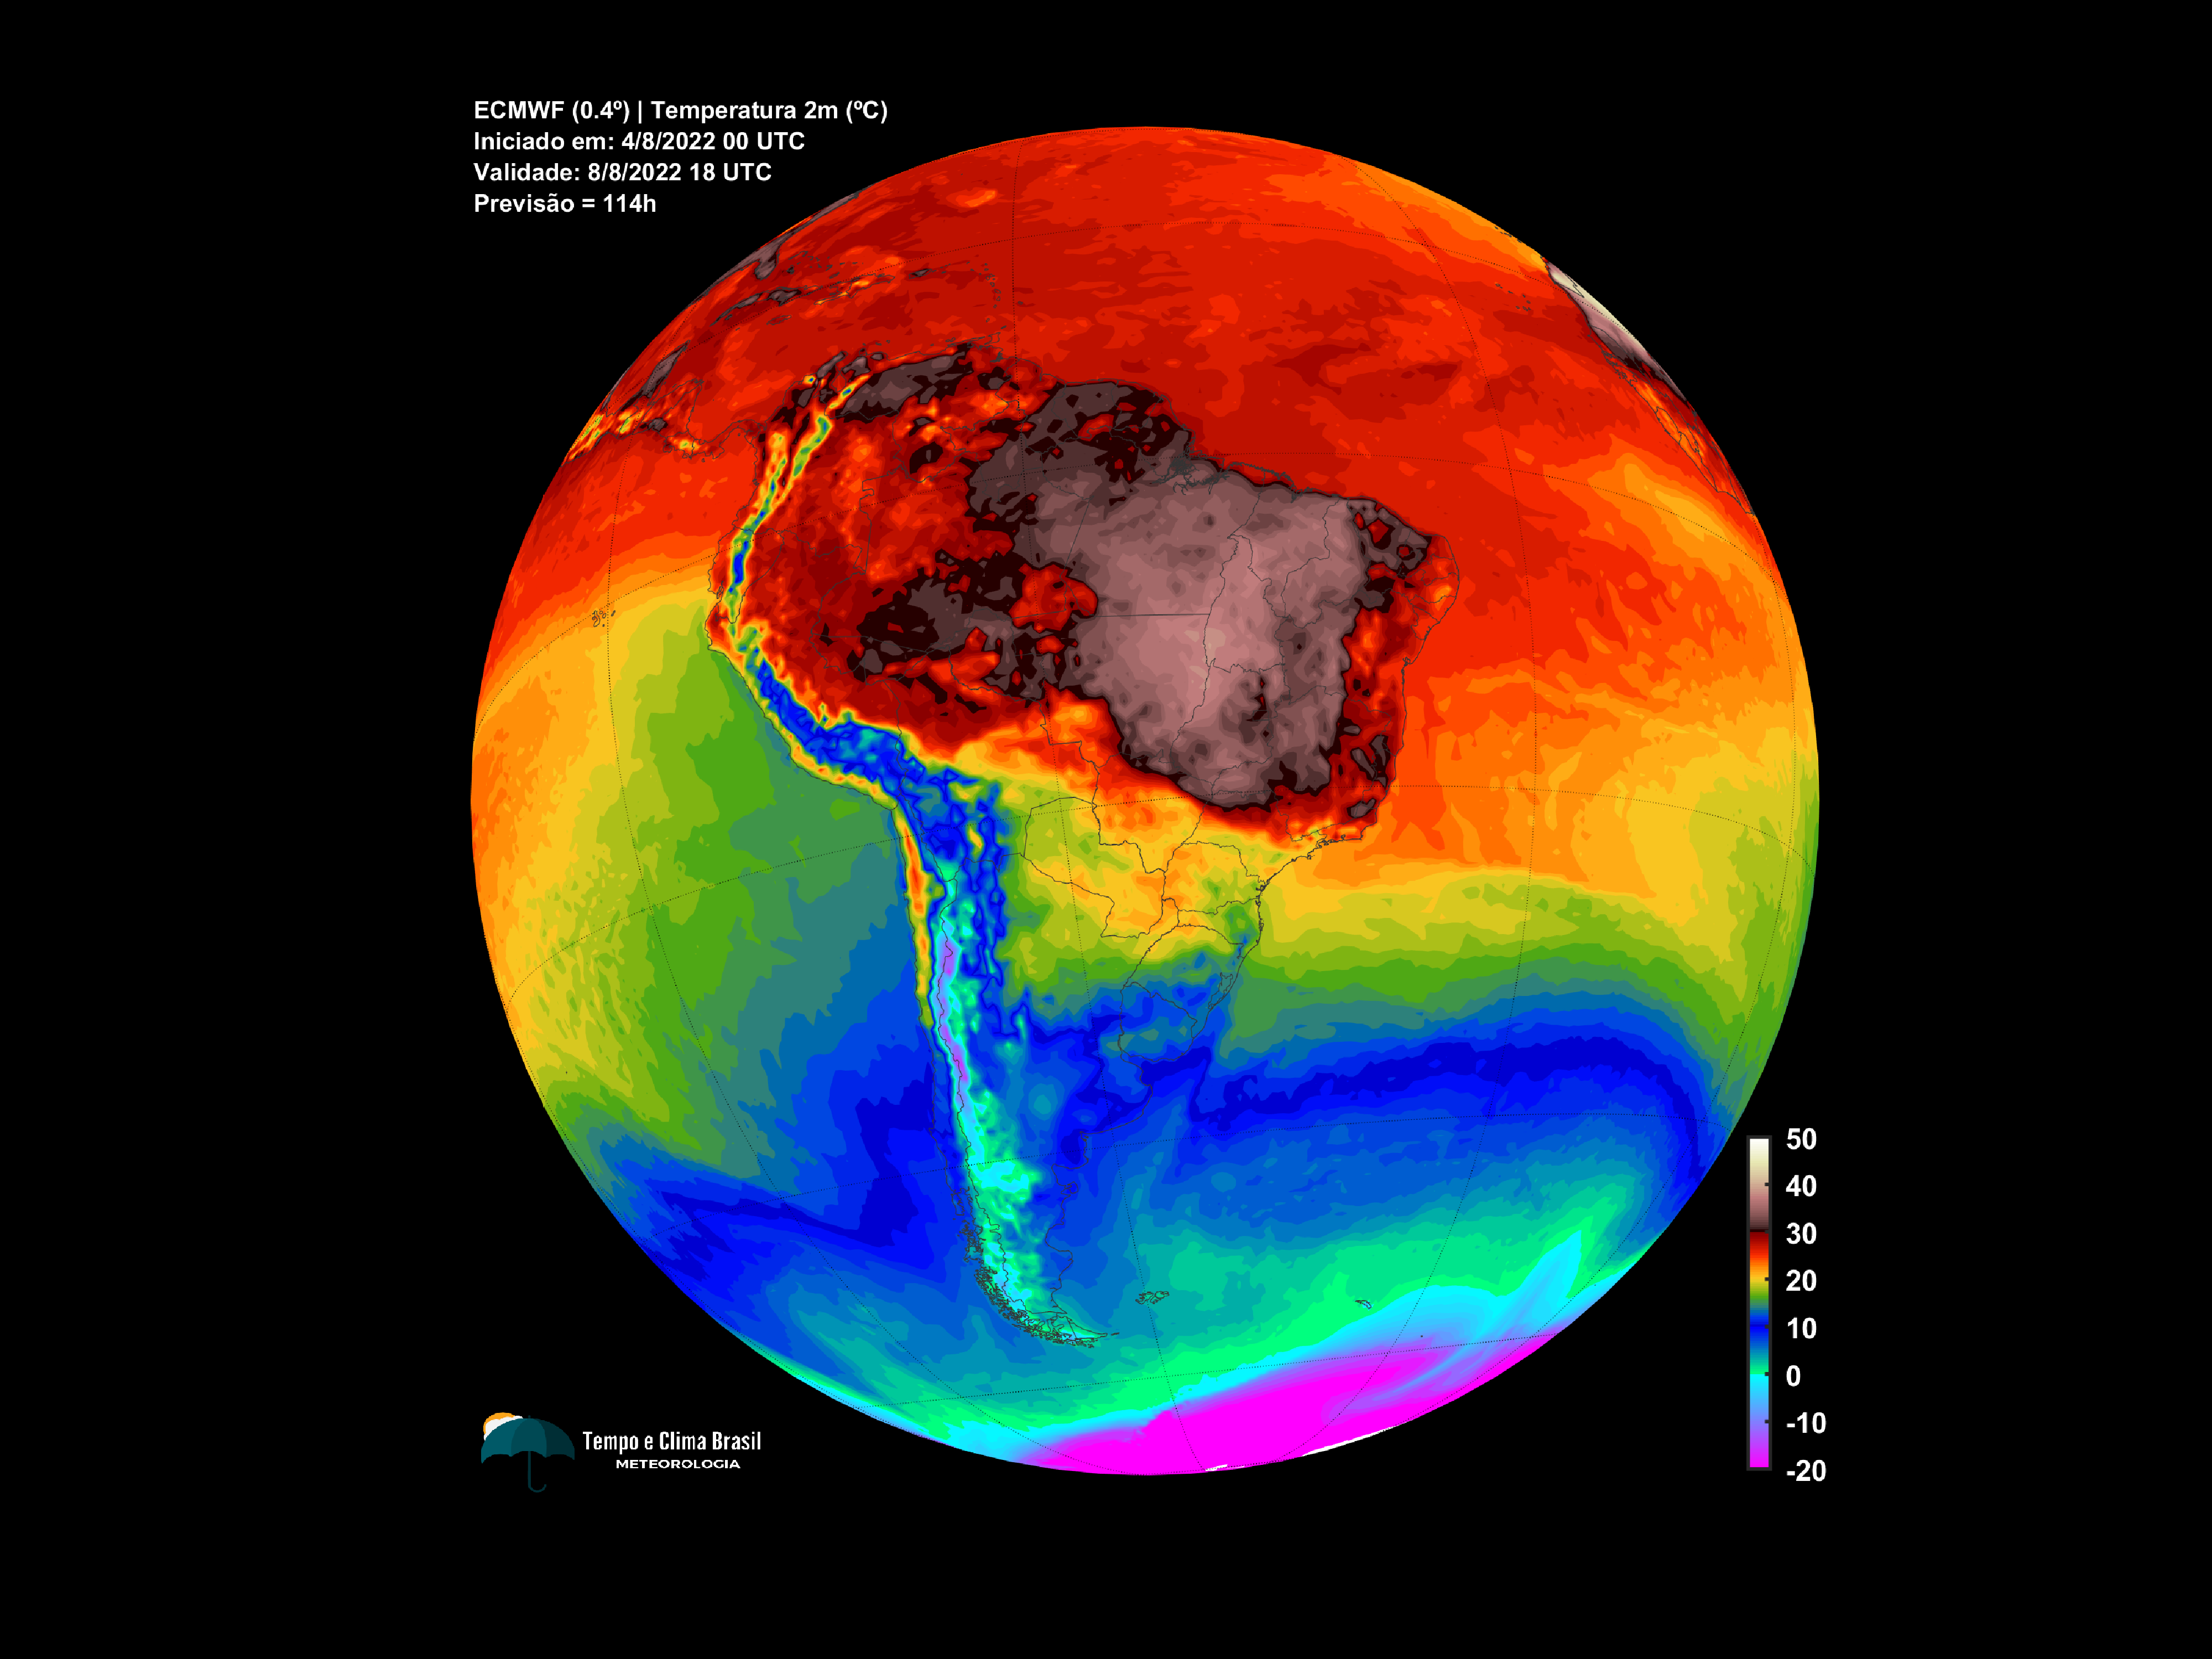 ECMWF (0.4º) | Temperatura 2m (ºC)
Iniciado em: 4/8/2022 00 UTC
Validade: 8/8/2022 18 UTC
Previsão = 114h
50
40
30
20
10
0
-10
-20
Tempo e Clima Brasil
METEOROLOGIA